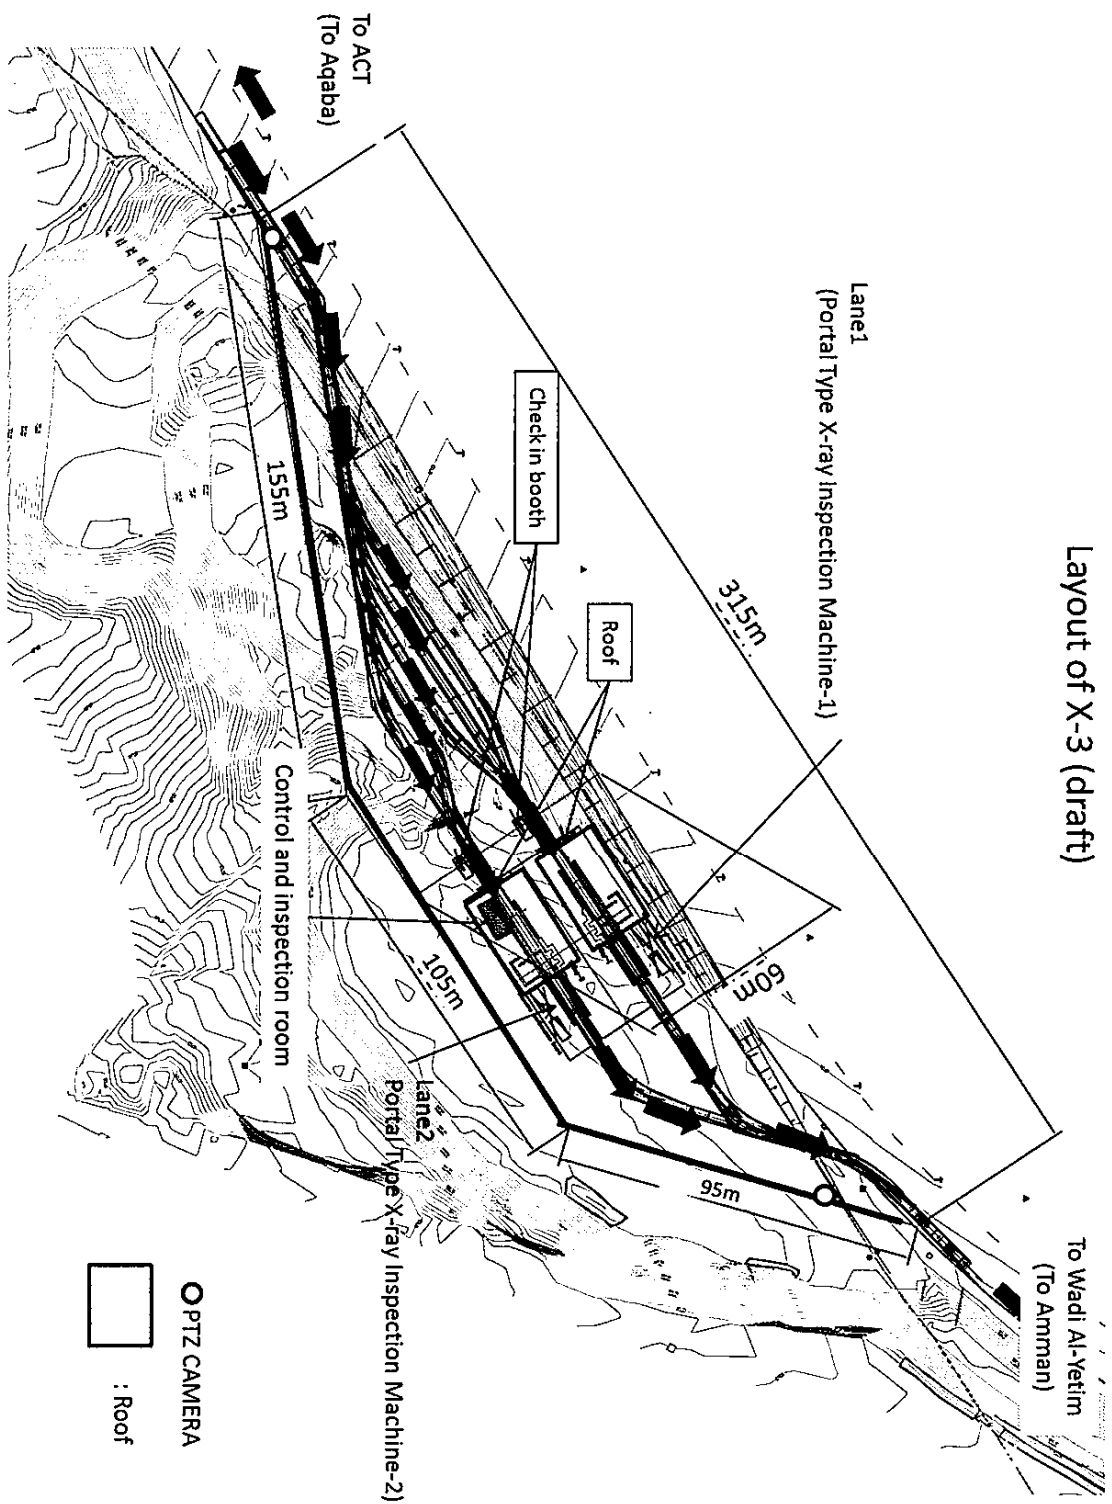 Layout of X-3 (draft)
To ACT
(To Aqaba)
Lane1
(Portal Type X-ray Inspection Machine-1)
To Wadi Al-Yetim
(To Amman)
315m
Check in booth
Roof
60m
155m
Control and inspection room
105m
95m
Lane2
Portal Type X-ray Inspection Machine-2)
PTZ CAMERA
: Roof